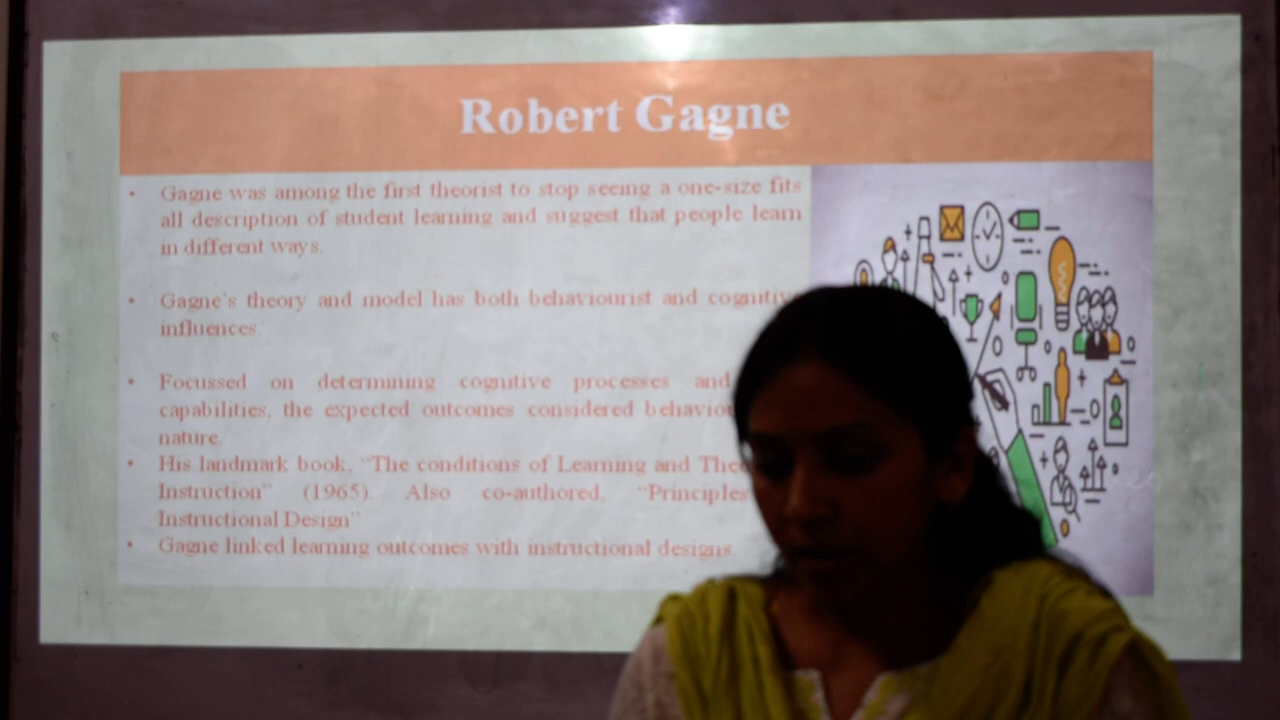 Robert Gagne
• Gagne was among the first theorist to stop seeing a one-size fits
all description of student learning and suggest that people learn
in different ways.
• Gagne's theory and model has both behaviourist and cognitive
influences.
• Focussed on determining cognitive processes and
capabilities, the expected outcomes considered behaviou
nature.
• His landmark book, "The conditions of Learning and Theo
Instruction" (1965). Also co-authored, "Principles
Instructional Design"
• Gagne linked learning outcomes with instructional designs.